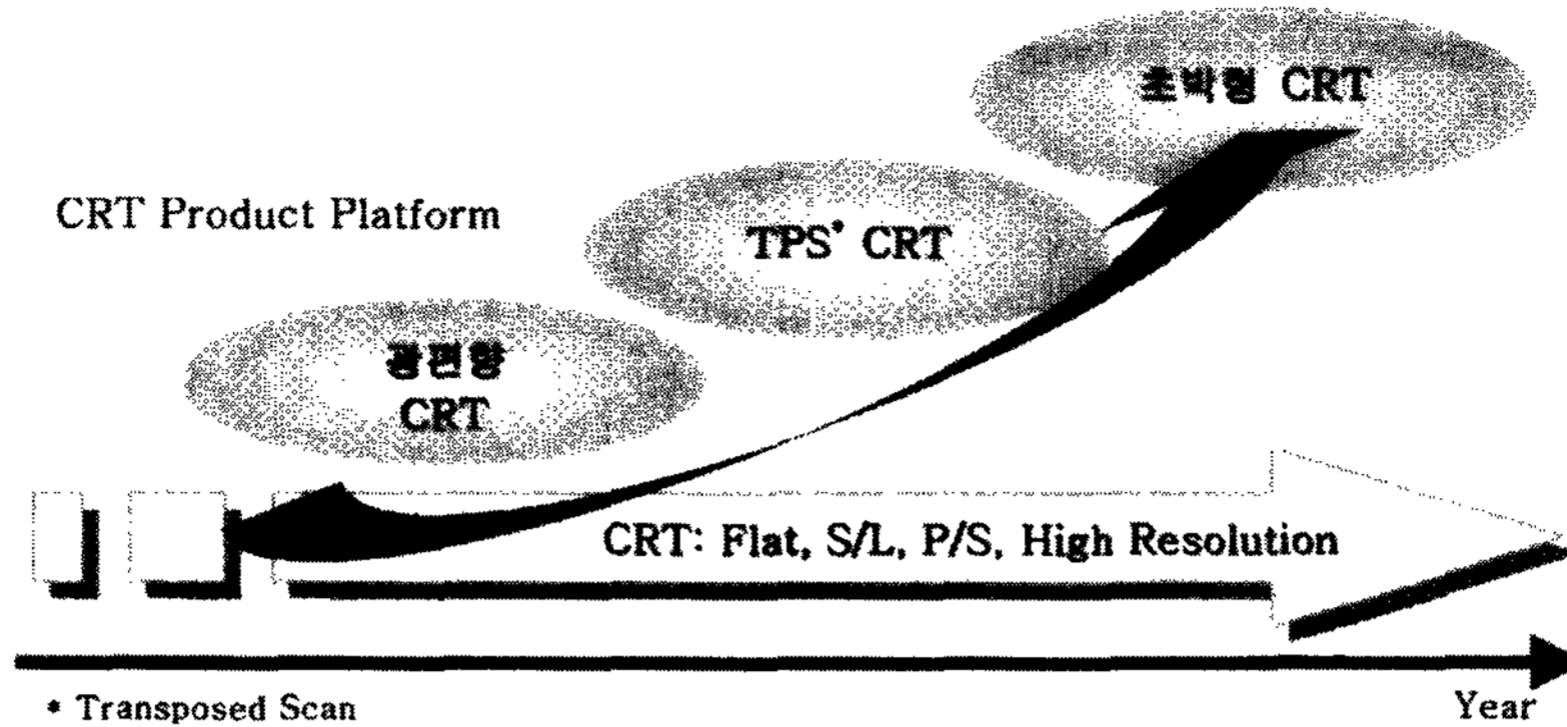 초박형 CRT
CRT Product Platform
TPS* CRT
광편향
CRT
CRT: Flat, S/L, P/S, High Resolution
* Transposed Scan
Year